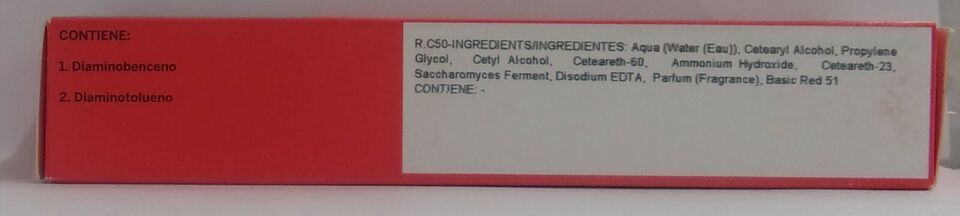 CONTIENE:
1. Diaminobenceno
2. Diaminotolueno
R.C50-INGREDIENTS/INGREDIENTES: Aqua (Water (Eau)), Cetearyl Alcohol, Propylene
Glycol, Cetyl Alcohol, Ceteareth-60, Ammonium Hydroxide, Ceteareth-23,
Saccharomyces Ferment, Disodium EDTA, Parfum (Fragrance), Basic Red 51
CONTIENE: -